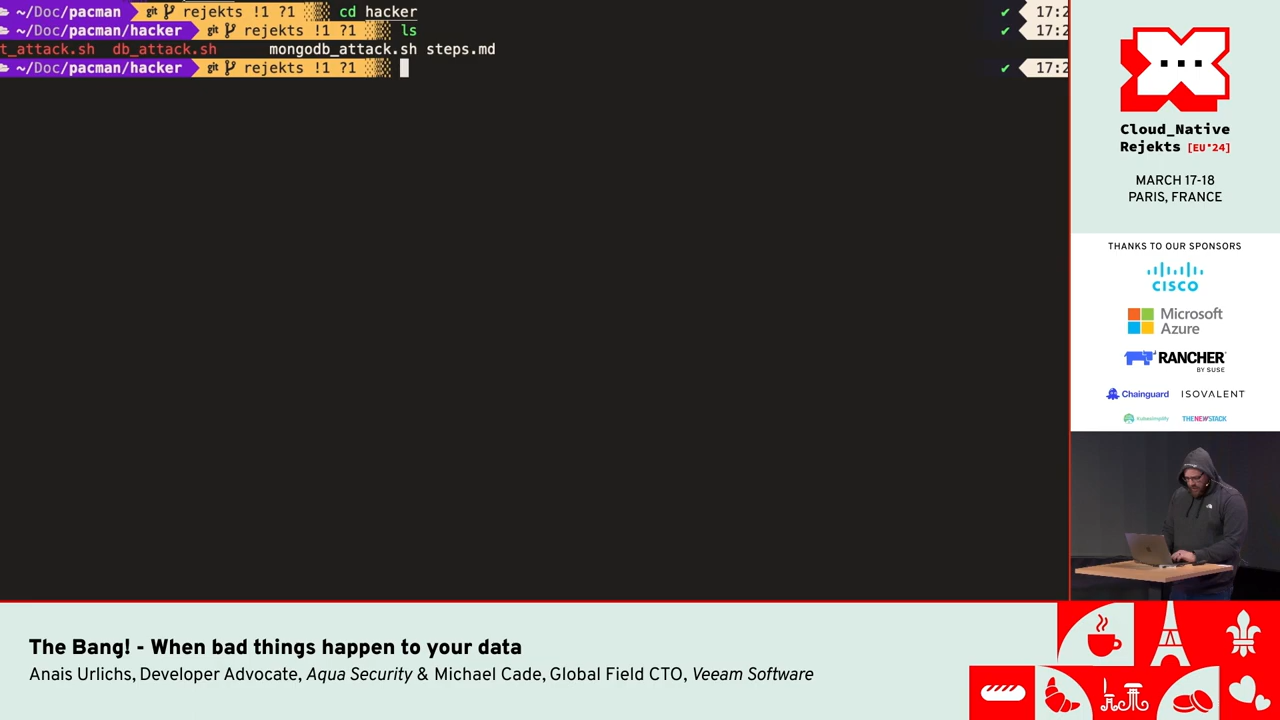 ~/Doc/pacman git rejekts !1 ?1 cd hacker ✔ 17:2
~/Doc/pacman/hacker git rejekts !1 ?1 ls ✔ 17:2
t_attack.sh db_attack.sh mongodb_attack.sh steps.md
~/Doc/pacman/hacker git rejekts !1 ?1 ✔ 17:2
Cloud_Native
Rejekts [EU'24]
MARCH 17-18
PARIS, FRANCE
THANKS TO OUR SPONSORS
CISCO
Microsoft
Azure
RANCHER
BY SUSE
Chainguard ISOVALENT
kubesimplify THENEWSTACK
The Bang! - When bad things happen to your data
Anais Urlichs, Developer Advocate, Aqua Security & Michael Cade, Global Field CTO, Veeam Software